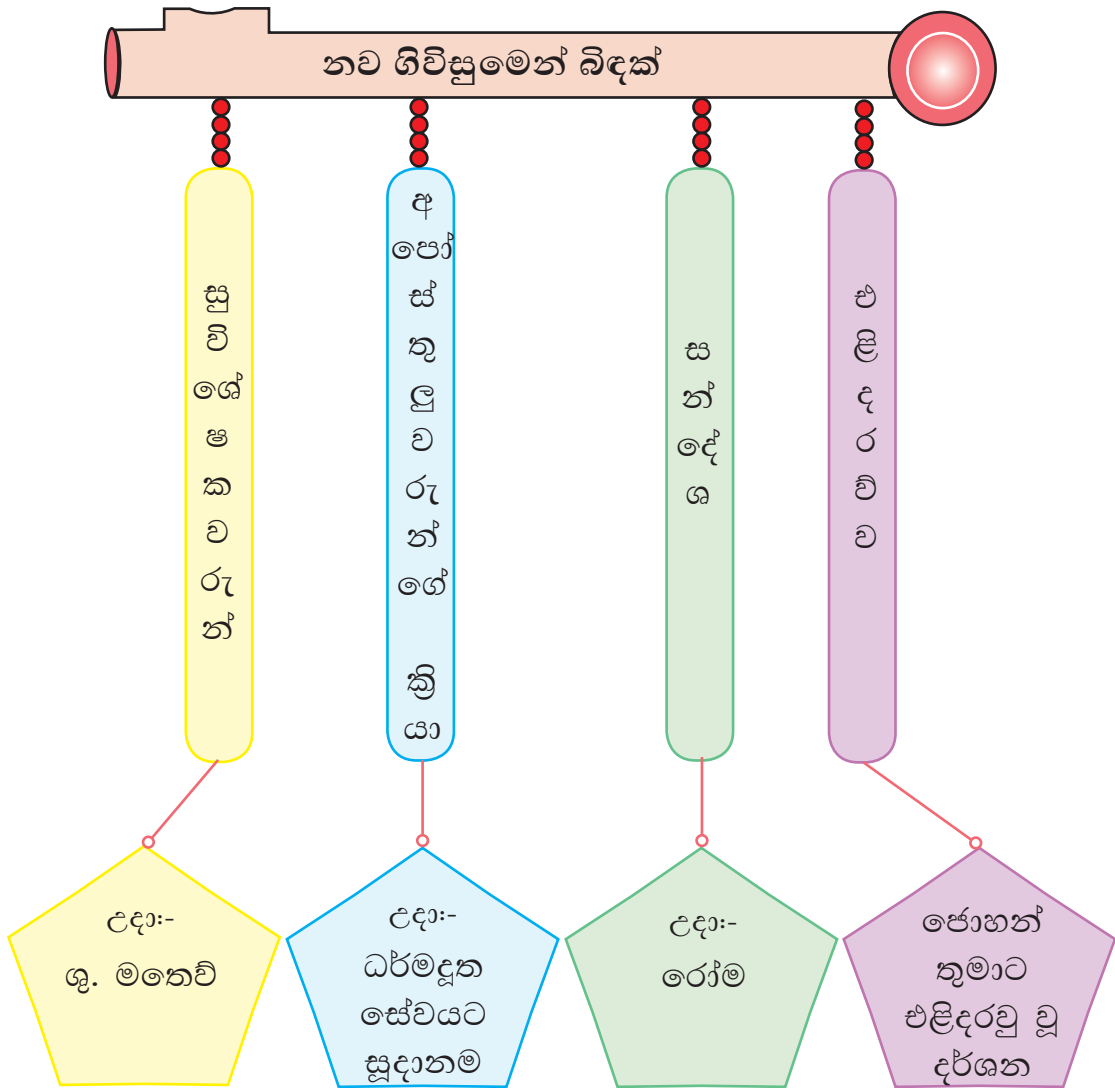 නව ගිවිසුමෙන් බිඳක්
සුවිශේෂකවරුන්
අපෝස්තුලුවරුන්ගේ ක්‍රියා
සන්දේශ
එළිදරව්ව
උදා:-
ශු. මතෙව්
උදා:-
ධර්මදූත
සේවයට
සූදානම
උදා:-
රෝම
ජොහන්
තුමාට
එළිදරවු වූ
දර්ශන